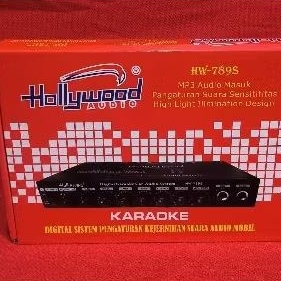 Hollywood
AUDIO
HW-789S
MP3 Audio Masuk
Pengaturan Suara Sensitifitas
High Light Illmination Design
KARAOKE
DIGITAL SISTEM PENGATURAN KEJERNIHAN SUARA AUDIO MOBIL